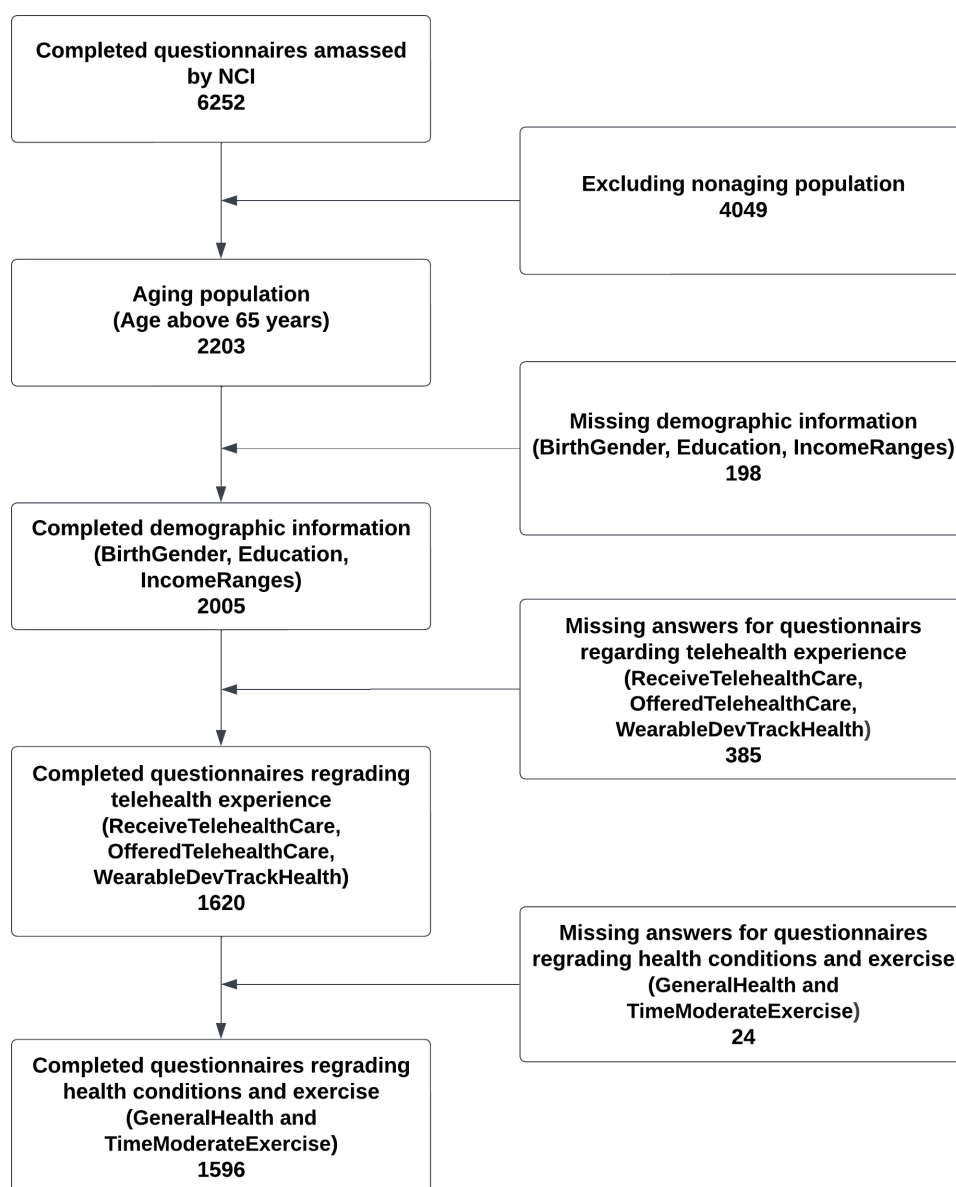 Completed questionnaires amassed
by NCI
6252
Excluding nonaging population
4049
Aging population
(Age above 65 years)
2203
Missing demographic information
(BirthGender, Education, IncomeRanges)
198
Completed demographic information
(BirthGender, Education,
IncomeRanges)
2005
Missing answers for questionnairs
regarding telehealth experience
(ReceiveTelehealthCare,
OfferedTelehealthCare,
WearableDevTrackHealth)
385
Completed questionnaires regrading
telehealth experience
(ReceiveTelehealthCare,
OfferedTelehealthCare,
WearableDevTrackHealth)
1620
Missing answers for questionnaires
regrading health conditions and exercise
(GeneralHealth and
TimeModerateExercise)
24
Completed questionnaires regrading
health conditions and exercise
(GeneralHealth and
TimeModerateExercise)
1596